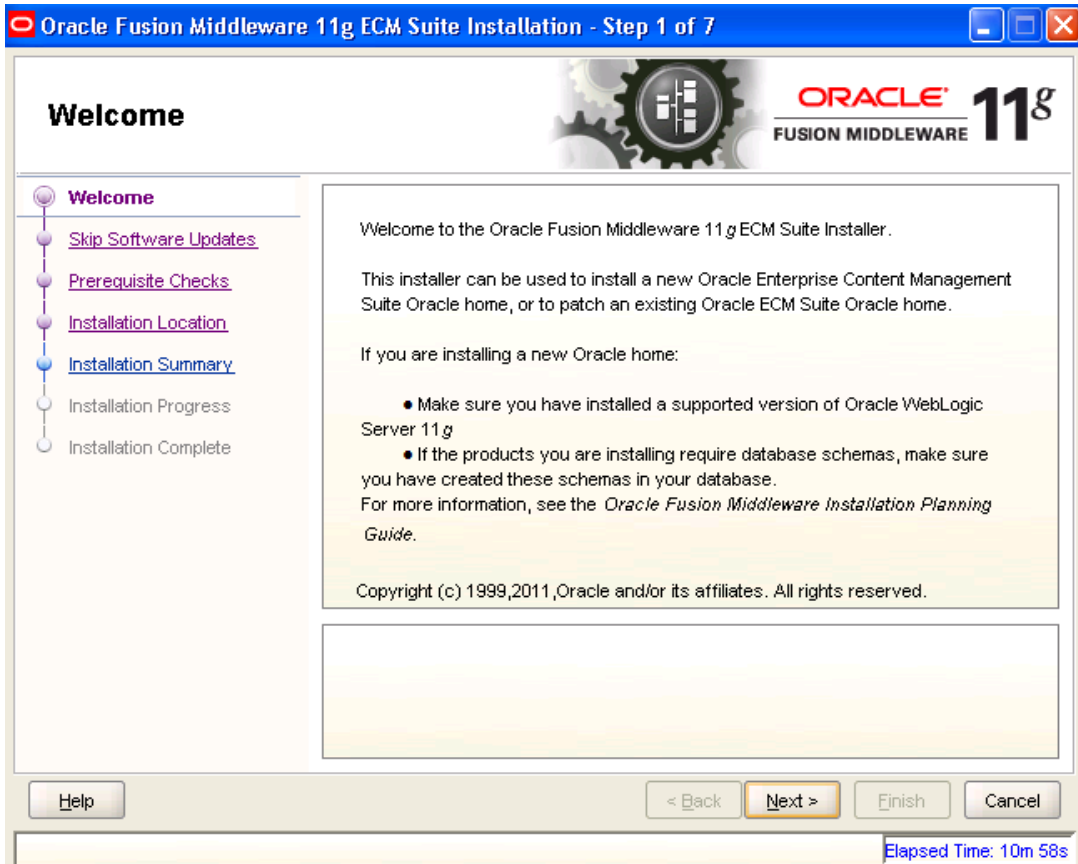 Oracle Fusion Middleware 11g ECM Suite Installation - Step 1 of 7
Welcome
ORACLE
FUSION MIDDLEWARE 11g
Welcome
Skip Software Updates
Prerequisite Checks
Installation Location
Installation Summary
Installation Progress
Installation Complete
Welcome to the Oracle Fusion Middleware 11g ECM Suite Installer.
This installer can be used to install a new Oracle Enterprise Content Management
Suite Oracle home, or to patch an existing Oracle ECM Suite Oracle home.
If you are installing a new Oracle home:
● Make sure you have installed a supported version of Oracle WebLogic
Server 11g
● If the products you are installing require database schemas, make sure
you have created these schemas in your database.
For more information, see the Oracle Fusion Middleware Installation Planning
Guide.
Copyright (c) 1999,2011,Oracle and/or its affiliates. All rights reserved.
Help
< Back
Next >
Finish
Cancel
Elapsed Time: 10m 58s